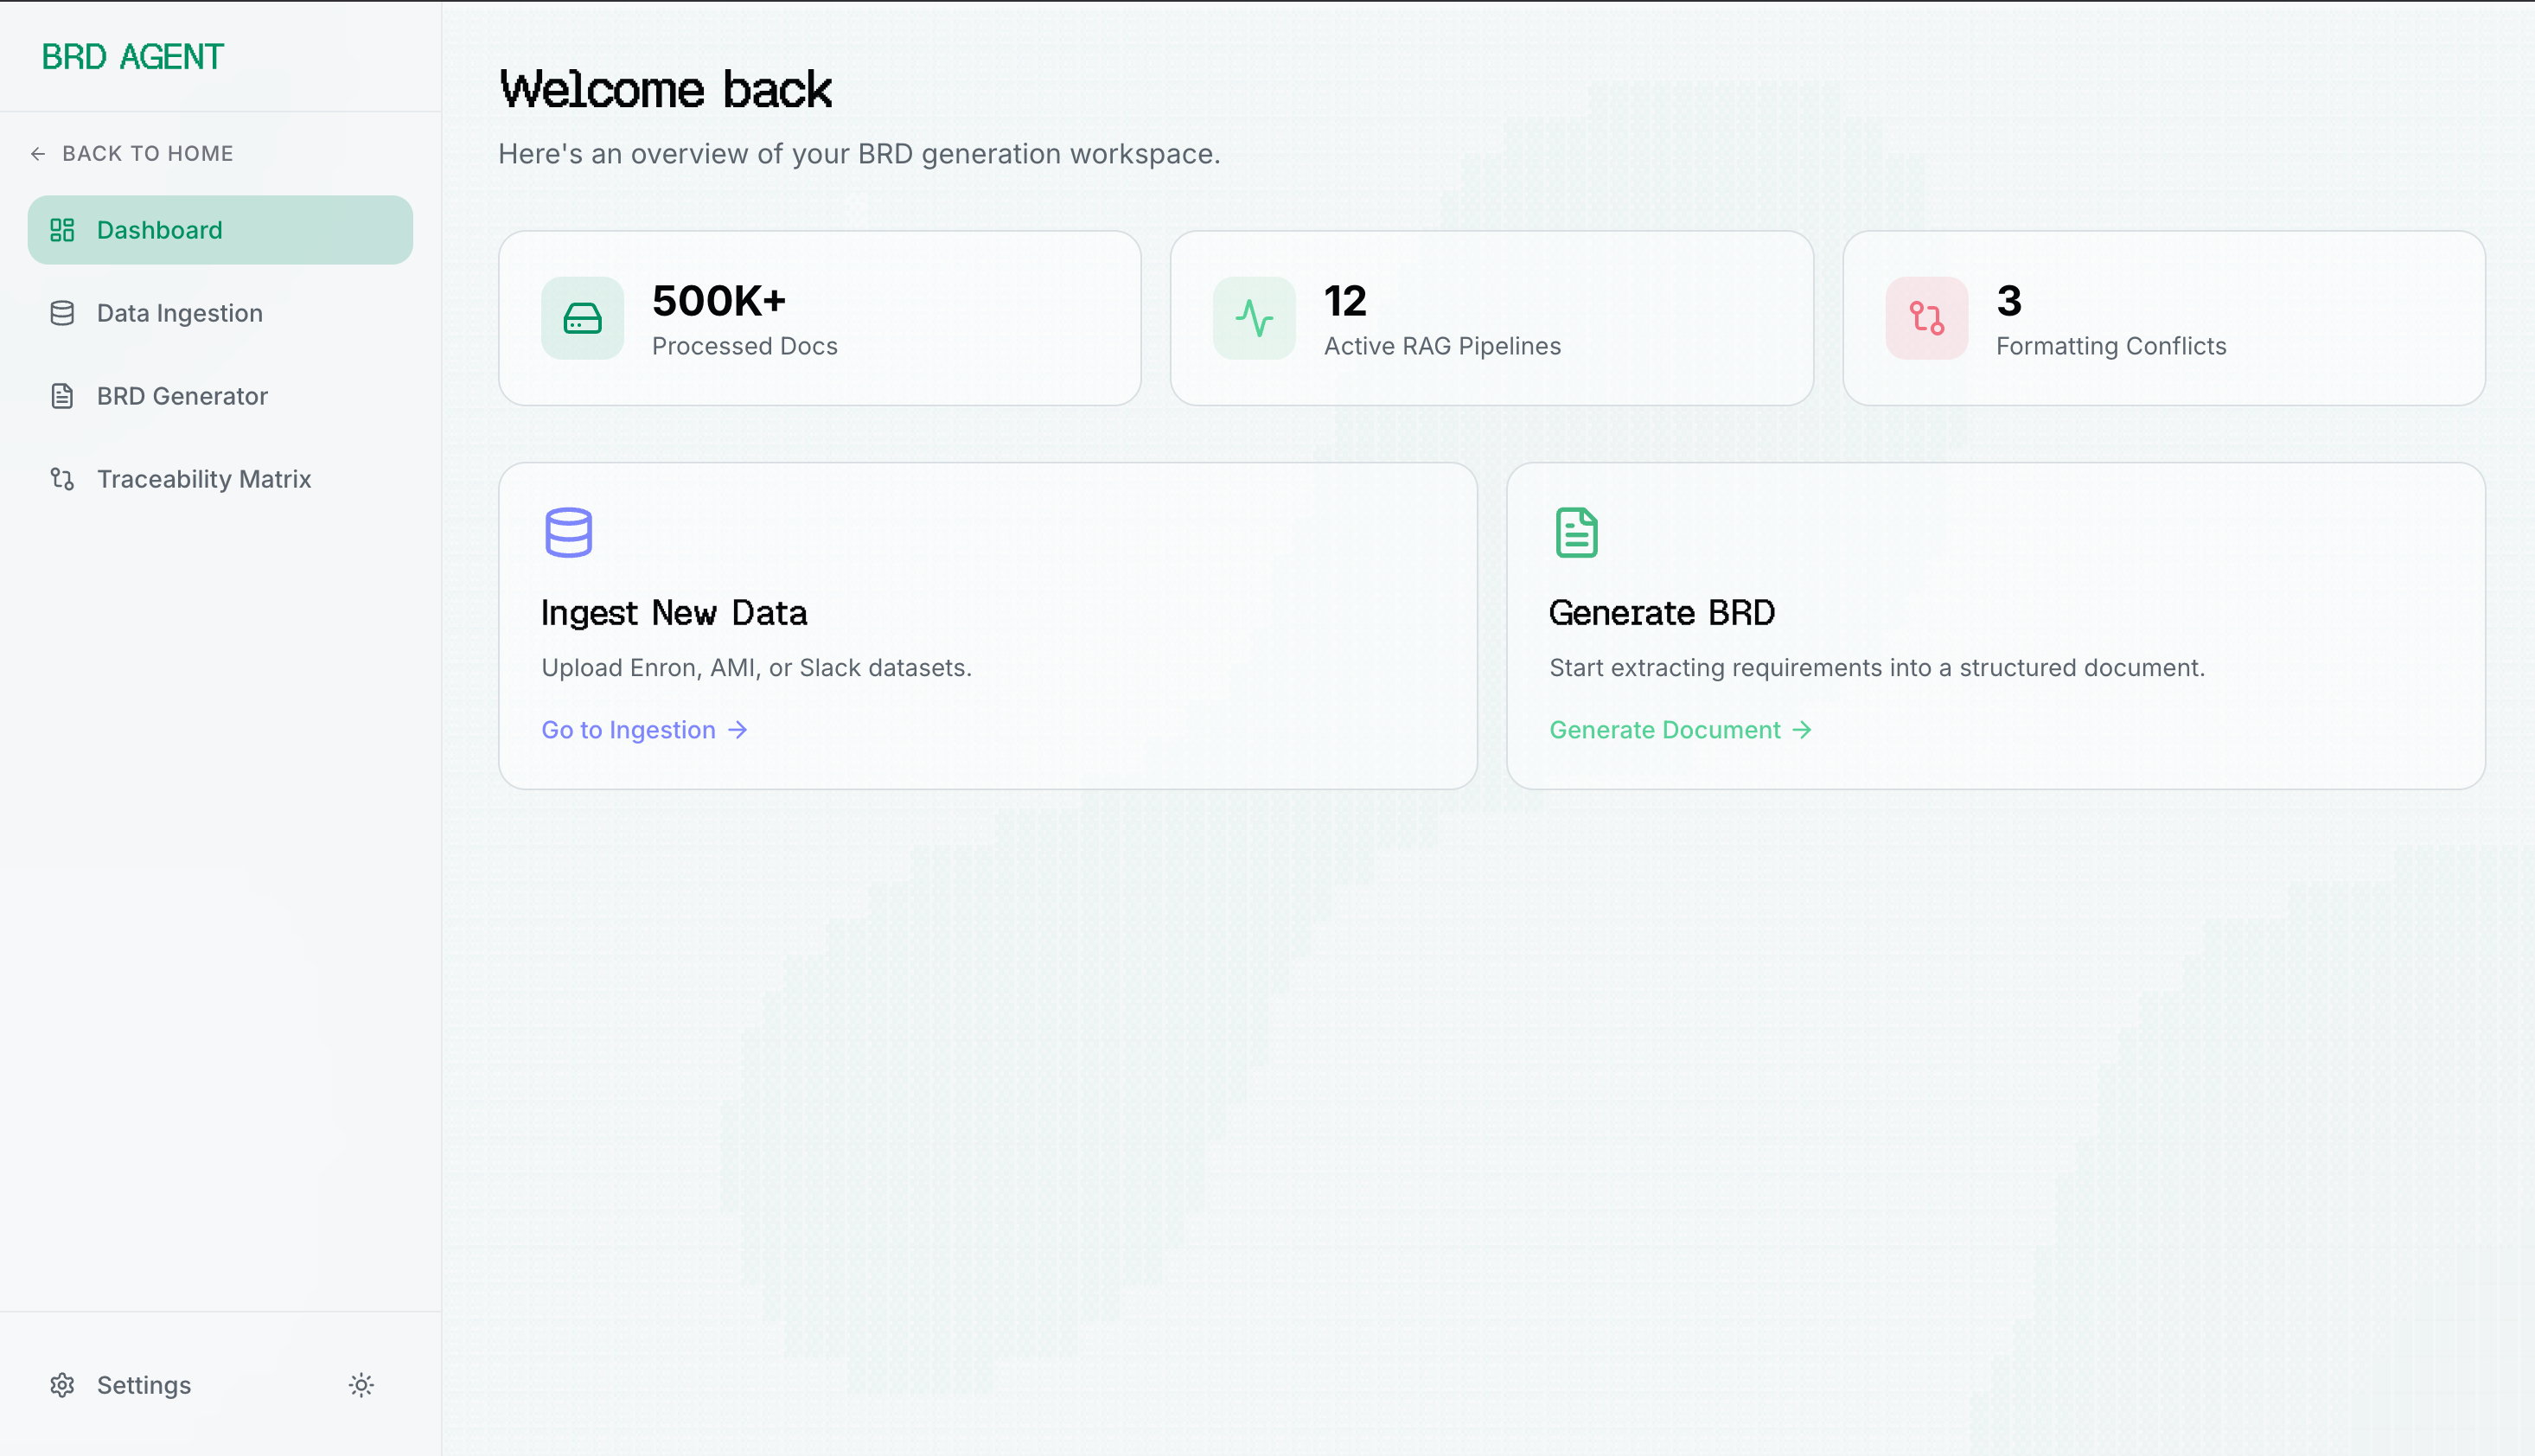 BRD AGENT
BACK TO HOME
Dashboard
Data Ingestion
BRD Generator
Traceability Matrix
Settings
Welcome back
Here's an overview of your BRD generation workspace.
500K+
Processed Docs
12
Active RAG Pipelines
3
Formatting Conflicts
Ingest New Data
Upload Enron, AMI, or Slack datasets.
Go to Ingestion →
Generate BRD
Start extracting requirements into a structured document.
Generate Document →